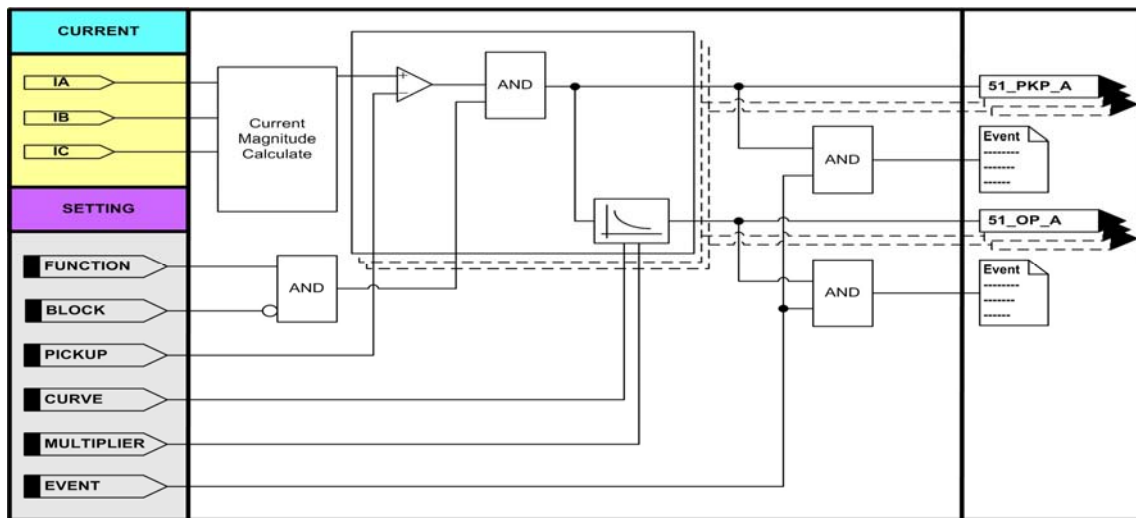 CURRENT
IA
IB
IC
SETTING
FUNCTION
BLOCK
PICKUP
CURVE
MULTIPLIER
EVENT
Current
Magnitude
Calculate
+
−
AND
AND
AND
AND
51_PKP_A
Event
--------
-------
------
51_OP_A
Event
--------
-------
------